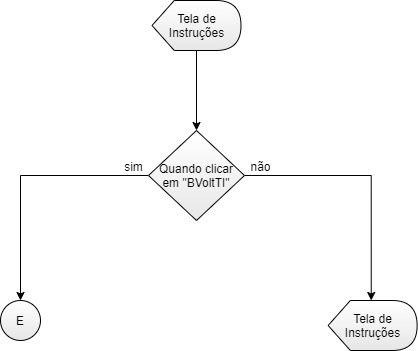 Tela de
Instruções
sim
Quando clicar
em "BVoltTI"
não
E
Tela de
Instruções